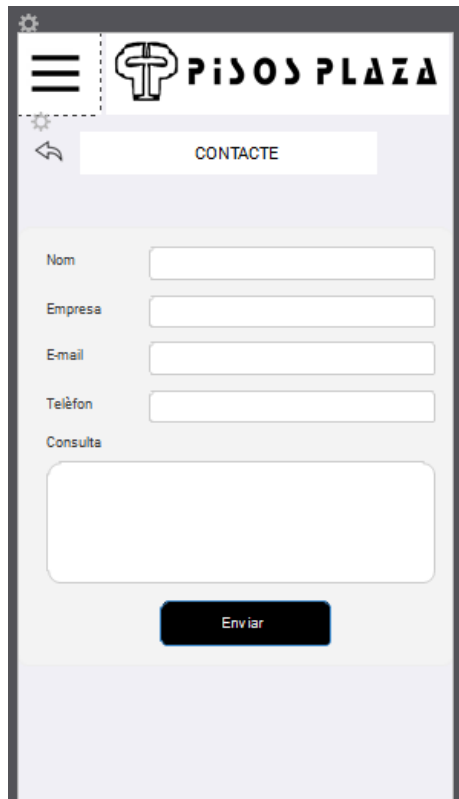 PiSOS PLAZA
CONTACTE
Nom
Empresa
E-mail
Telèfon
Consulta
Enviar